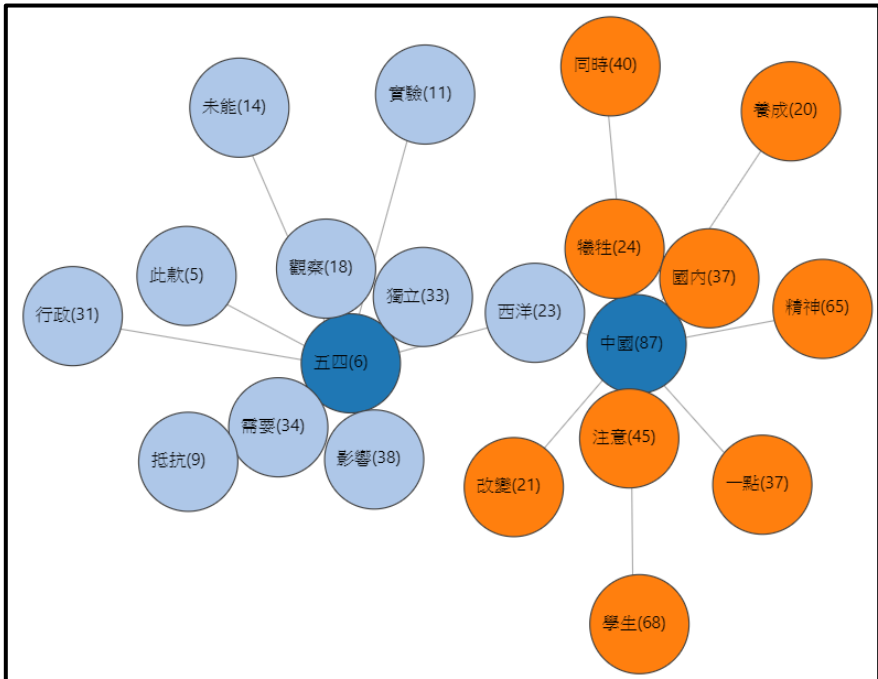 同時(40)
未能(14)
實驗(11)
養成(20)
犧牲(24)
觀察(18)
此款(5)
國內(37)
獨立(33)
行政(31)
西洋(23)
精神(65)
中國(87)
五四(6)
需要(34)
注意(45)
影響(38)
抵抗(9)
改變(21)
一點(37)
學生(68)